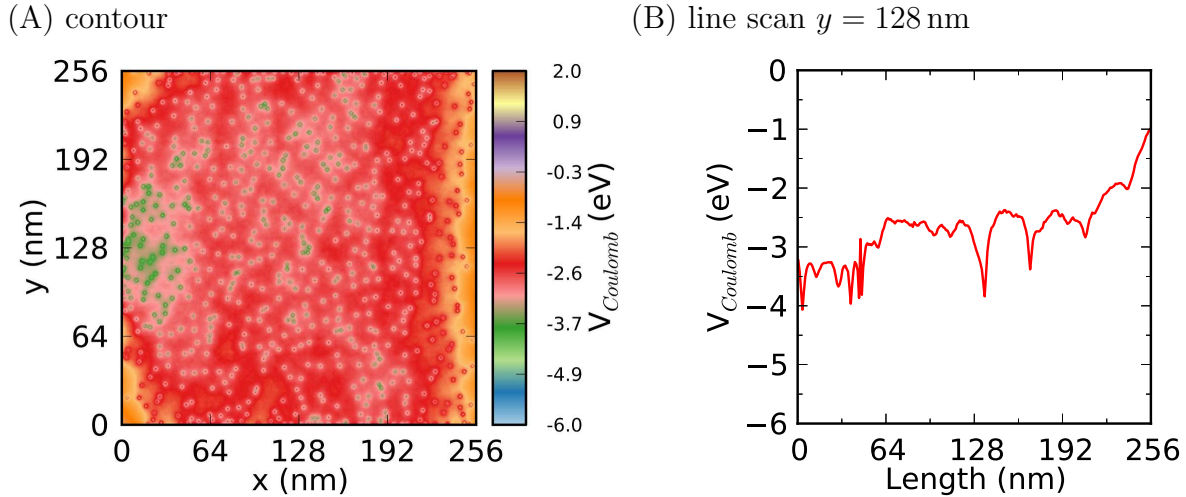 (A) contour
256
192
128
64
0
y (nm)
0 64 128 192 256
x (nm)
2.0
0.9
-0.3
-1.4
-2.6
-3.7
-4.9
-6.0
V_Coulomb (eV)
(B) line scan y = 128 nm
0
−1
−2
−3
−4
−5
−6
V_Coulomb (eV)
0 64 128 192 256
Length (nm)